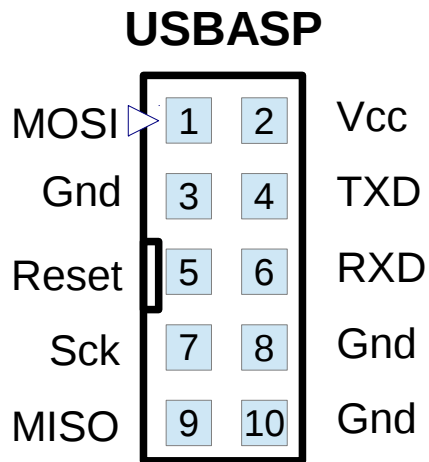 USBASP
MOSI 1 2 Vcc
Gnd 3 4 TXD
Reset 5 6 RXD
Sck 7 8 Gnd
MISO 9 10 Gnd